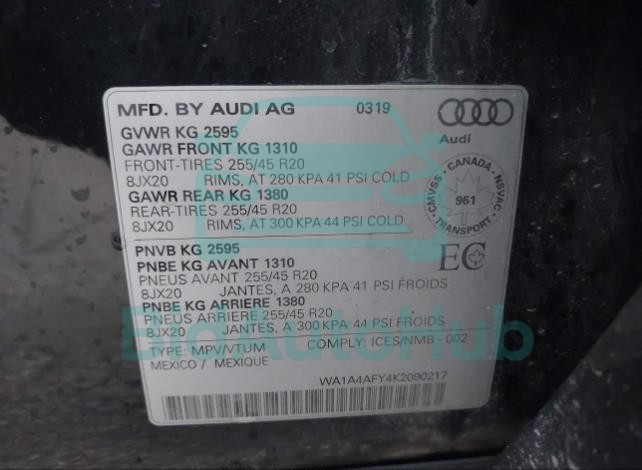 MFD. BY AUDI AG 0319
Audi
GVWR KG 2595
GAWR FRONT KG 1310
FRONT-TIRES 255/45 R20
8JX20 RIMS, AT 280 KPA 41 PSI COLD
GAWR REAR KG 1380
REAR-TIRES 255/45 R20
8JX20 RIMS, AT 300 KPA 44 PSI COLD
CMVSS - CANADA - NSVAC
961
- TRANSPORT -
PNVB KG 2595
PNBE KG AVANT 1310
PNEUS AVANT 255/45 R20
8JX20 JANTES, A 280 KPA 41 PSI FROIDS
PNBE KG ARRIERE 1380
PNEUS ARRIERE 255/45 R20
8JX20 JANTES, A 300 KPA 44 PSI FROIDS
EC
TYPE: MPV/VTUM COMPLY: ICES/NMB - 002
MEXICO / MEXIQUE
WA1A4AFY4K2090217
BidAutoHub